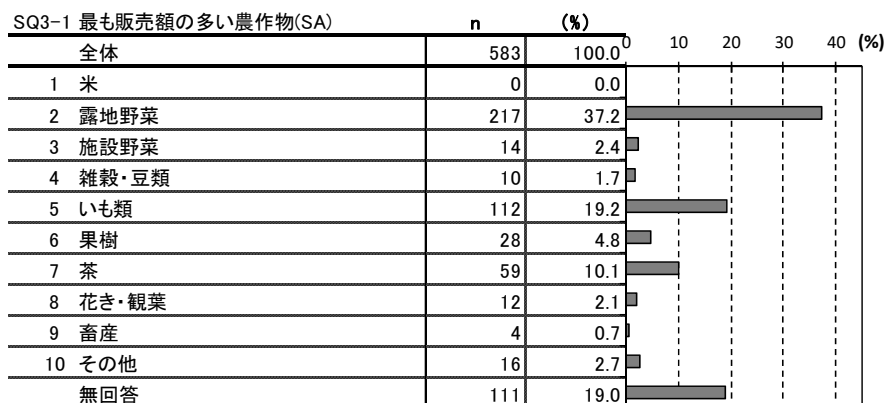 SQ3-1 最も販売額の多い農作物(SA) n (%)
全体 583 100.0 0 10 20 30 40 (%)
1 米 0 0.0
2 露地野菜 217 37.2
3 施設野菜 14 2.4
4 雑穀・豆類 10 1.7
5 いも類 112 19.2
6 果樹 28 4.8
7 茶 59 10.1
8 花き・観葉 12 2.1
9 畜産 4 0.7
10 その他 16 2.7
無回答 111 19.0